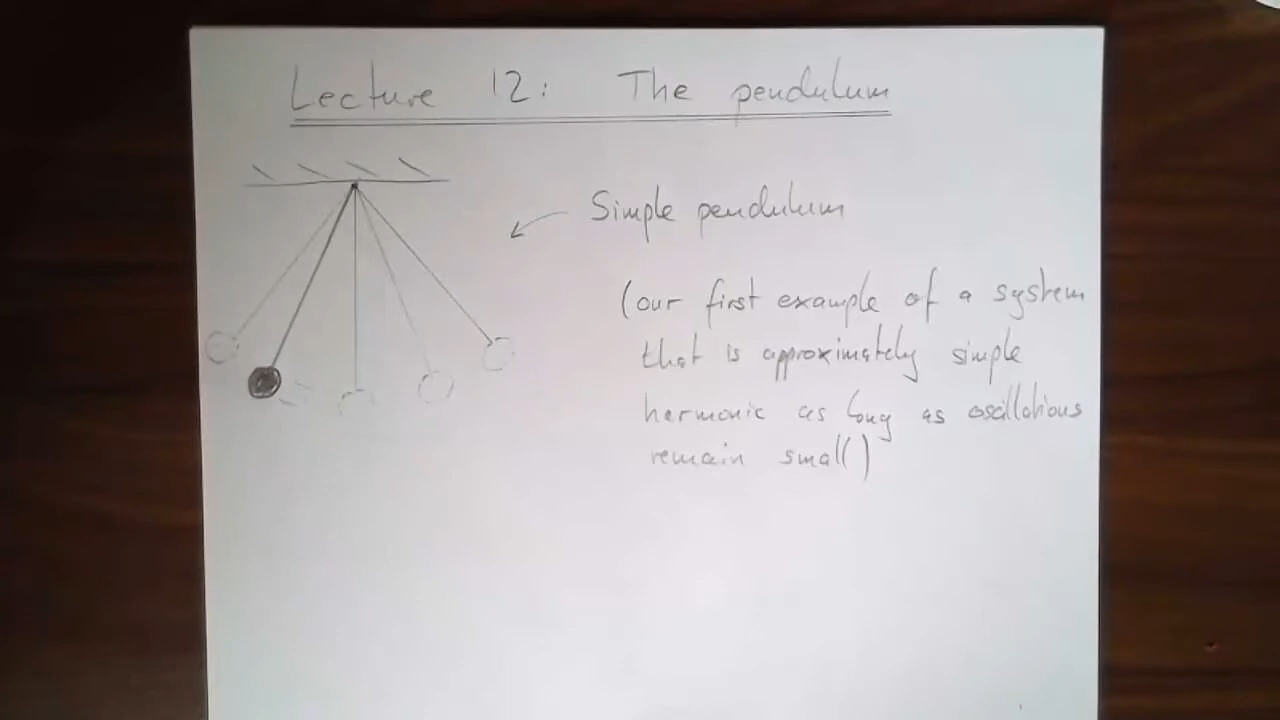 Lecture 12: The pendulum
Simple pendulum
(our first example of a system
that is approximately simple
harmonic as long as oscillations
remain small)